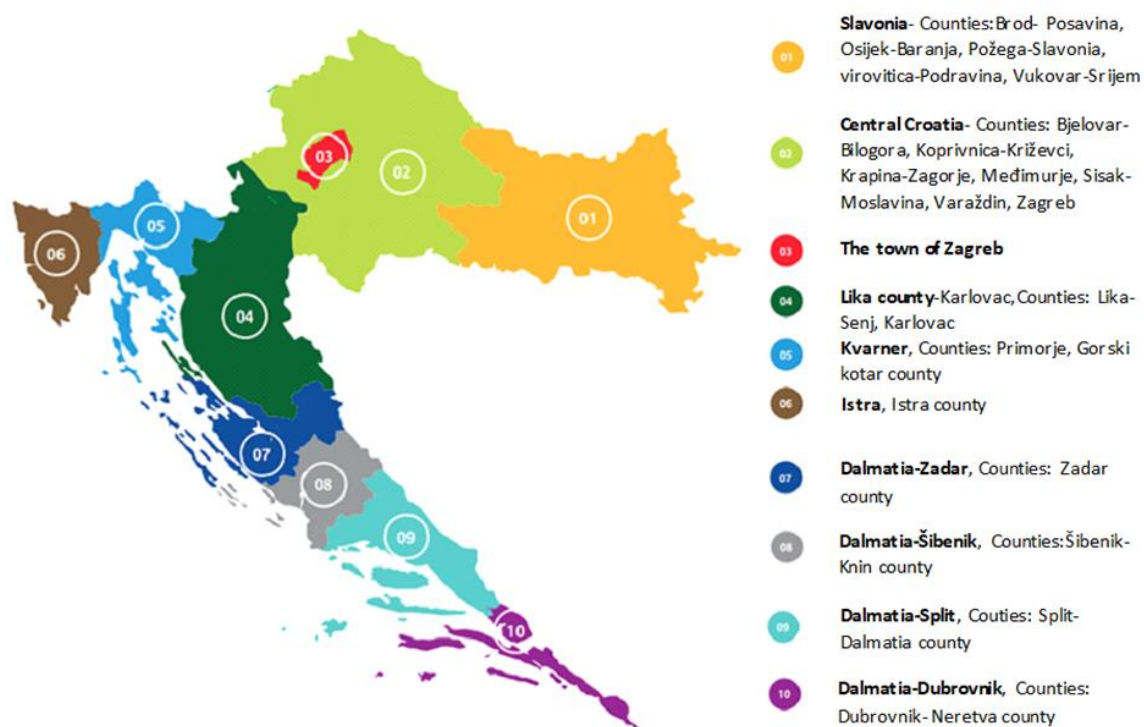 03
02
01
05
06
04
07
08
09
10
01
Slavonia- Counties:Brod- Posavina,
Osijek-Baranja, Požega-Slavonia,
virovitica-Podravina, Vukovar-Srijem
02
Central Croatia- Counties: Bjelovar-
Bilogora, Koprivnica-Križevci,
Krapina-Zagorje, Međimurje, Sisak-
Moslavina, Varaždin, Zagreb
03
The town of Zagreb
04
Lika county-Karlovac,Counties: Lika-
Senj, Karlovac
05
Kvarner, Counties: Primorje, Gorski
kotar county
06
Istra, Istra county
07
Dalmatia-Zadar, Counties: Zadar
county
08
Dalmatia-Šibenik, Counties:Šibenik-
Knin county
09
Dalmatia-Split, Couties: Split-
Dalmatia county
10
Dalmatia-Dubrovnik, Counties:
Dubrovnik- Neretva county